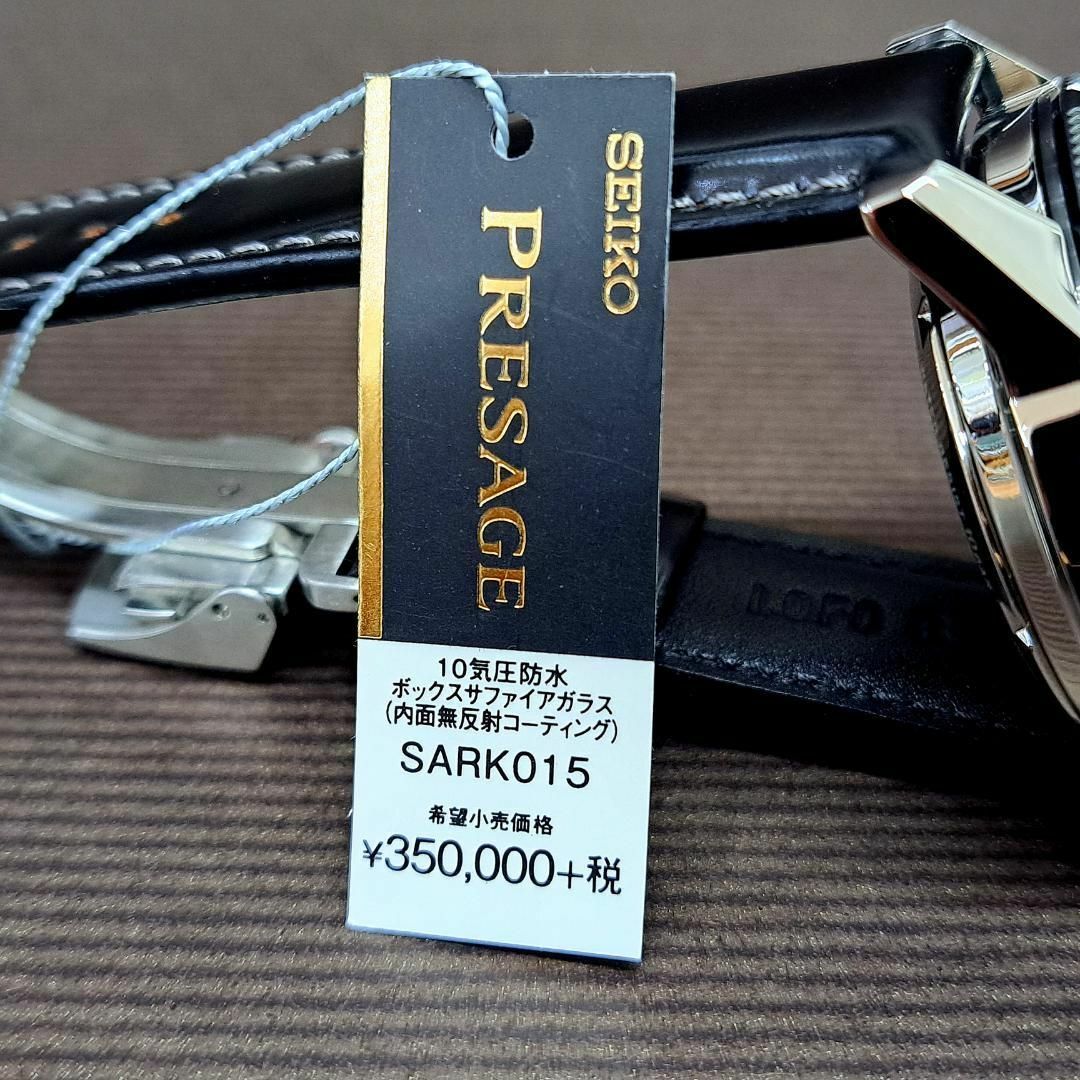 SEIKO
PRESAGE
10気圧防水
ボックスサファイアガラス
(内面無反射コーティング)
SARK015
希望小売価格
¥350,000+税